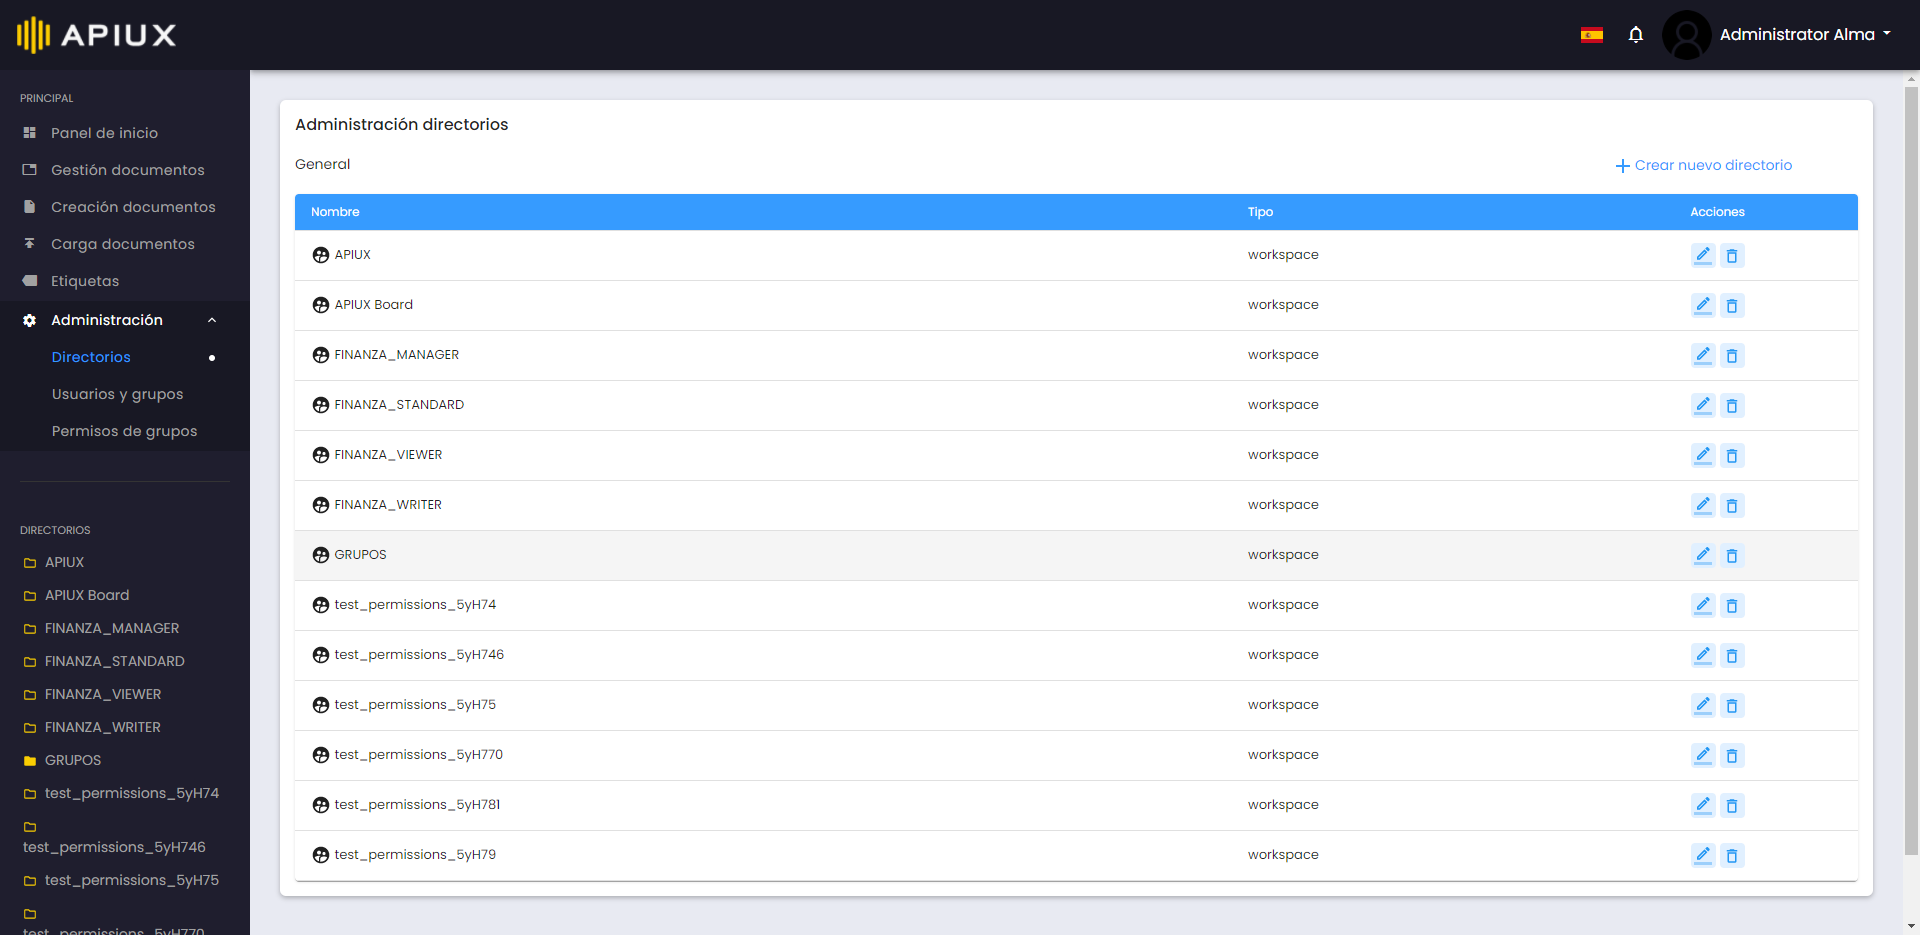 APIUX
Administrator Alma
PRINCIPAL
Panel de inicio
Gestión documentos
Creación documentos
Carga documentos
Etiquetas
Administración
Directorios
Usuarios y grupos
Permisos de grupos
DIRECTORIOS
APIUX
APIUX Board
FINANZA_MANAGER
FINANZA_STANDARD
FINANZA_VIEWER
FINANZA_WRITER
GRUPOS
test_permissions_5yH74
test_permissions_5yH746
test_permissions_5yH75
test_permissions_5yH770
Administración directorios
General
Crear nuevo directorio
Nombre Tipo Acciones
APIUX workspace
APIUX Board workspace
FINANZA_MANAGER workspace
FINANZA_STANDARD workspace
FINANZA_VIEWER workspace
FINANZA_WRITER workspace
GRUPOS workspace
test_permissions_5yH74 workspace
test_permissions_5yH746 workspace
test_permissions_5yH75 workspace
test_permissions_5yH770 workspace
test_permissions_5yH781 workspace
test_permissions_5yH79 workspace